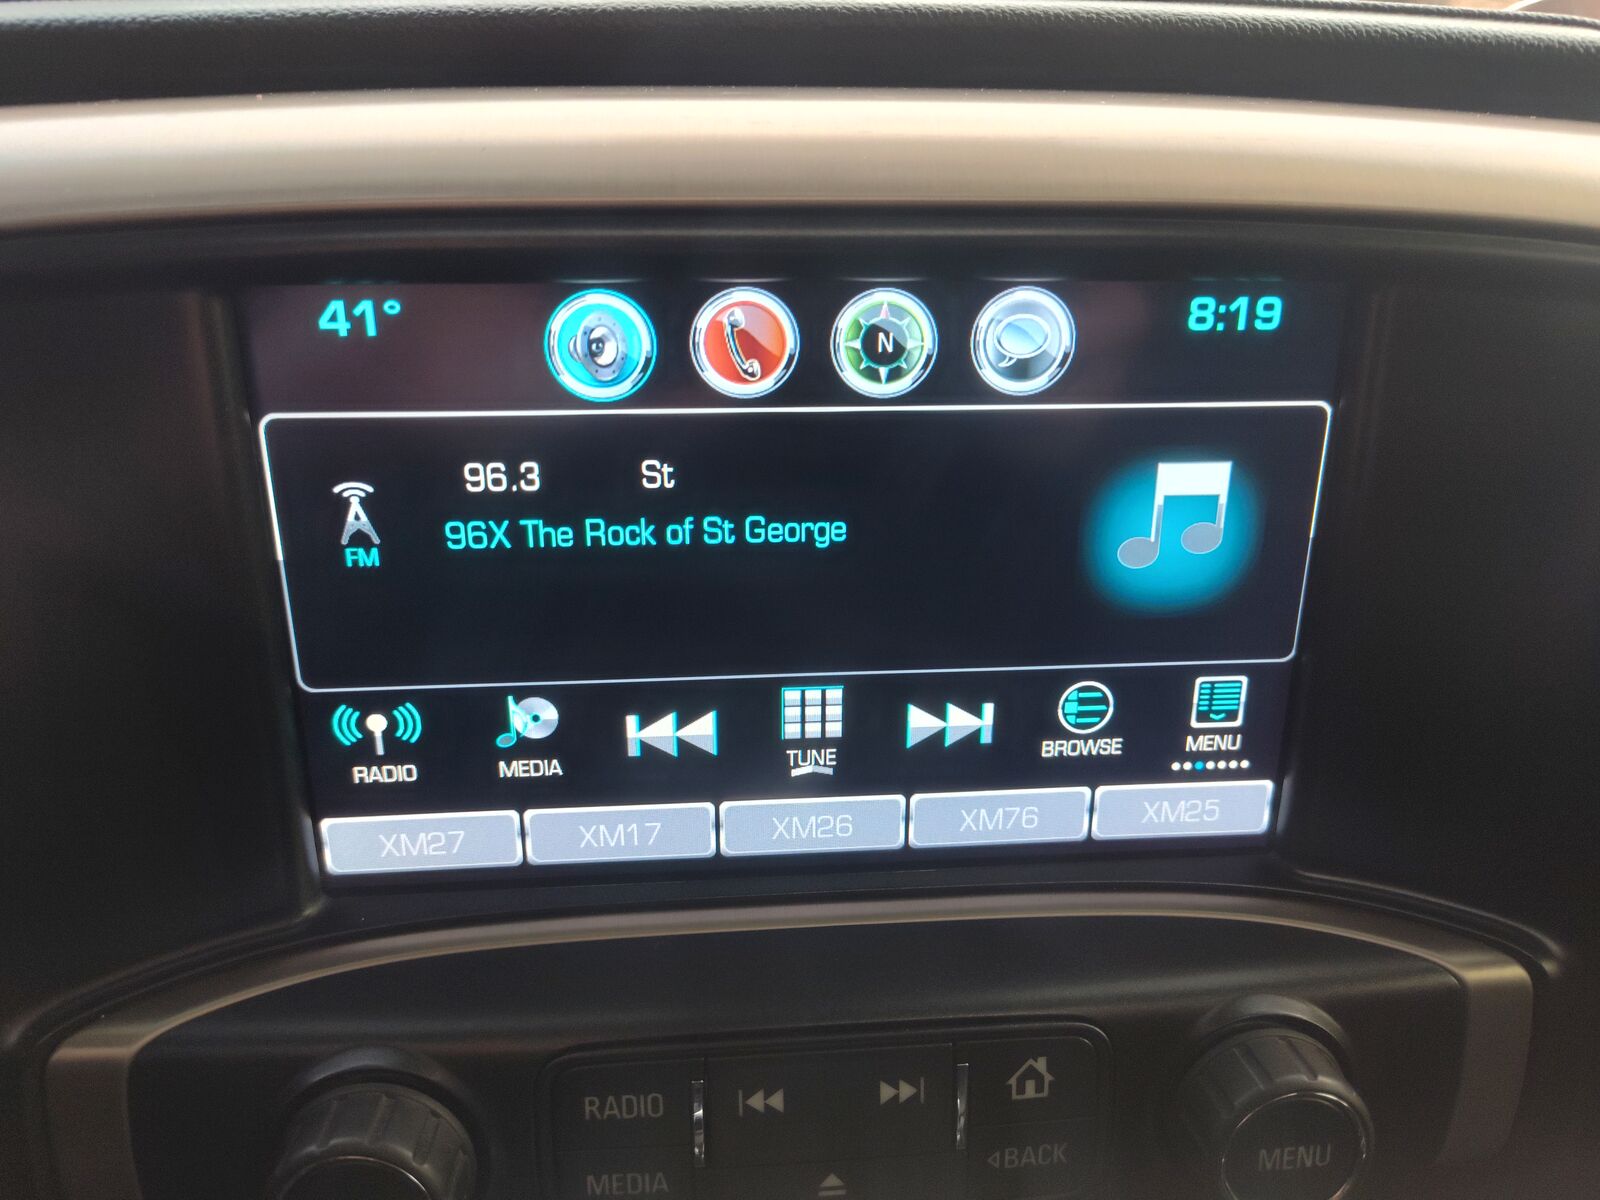 41° N 8:19
96.3 St
FM 96X The Rock of St George
RADIO MEDIA TUNE BROWSE MENU
XM27 XM17 XM26 XM76 XM25
RADIO
MEDIA
BACK
MENU